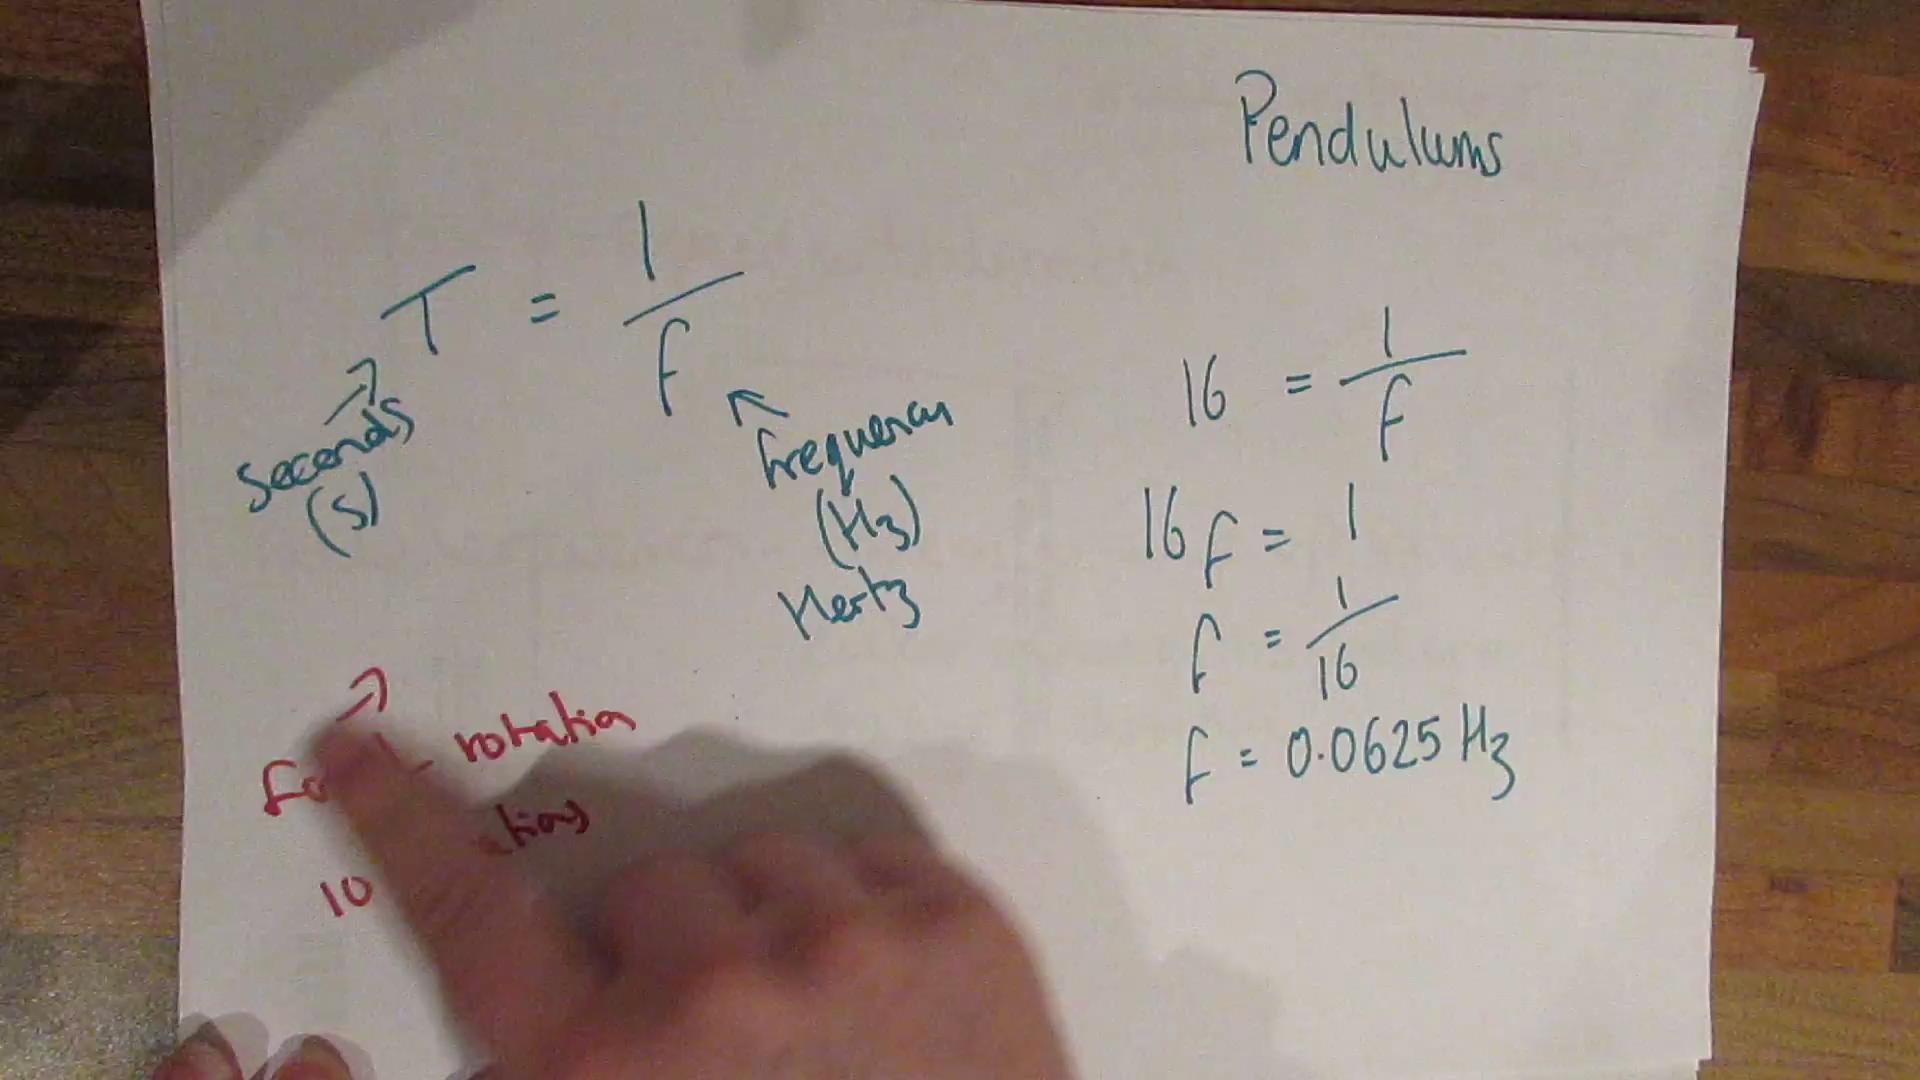 Pendulums
T = 1/f
Seconds
(s)
frequency
(Hz)
Hertz
16 = 1/f
16f = 1
f = 1/16
f = 0.0625 Hz
rotation
10